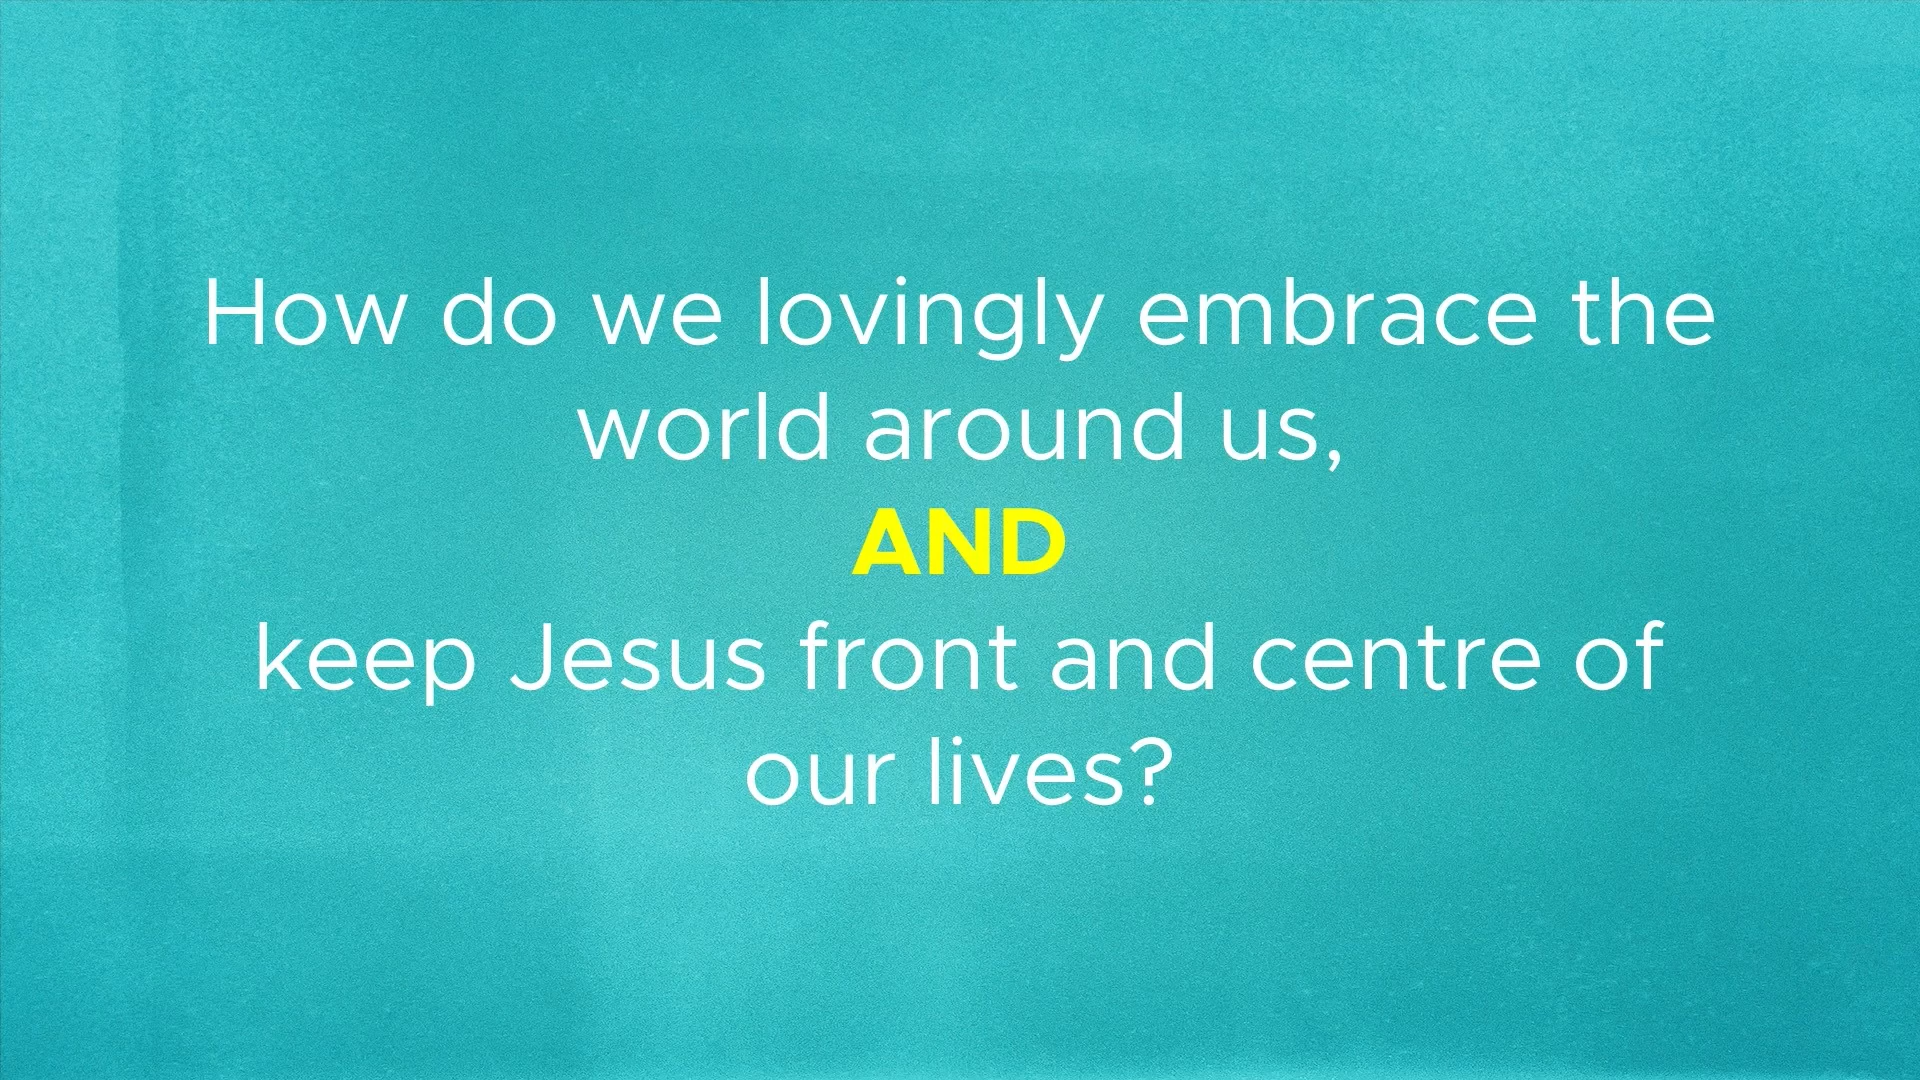 How do we lovingly embrace the
world around us,
AND
keep Jesus front and centre of
our lives?